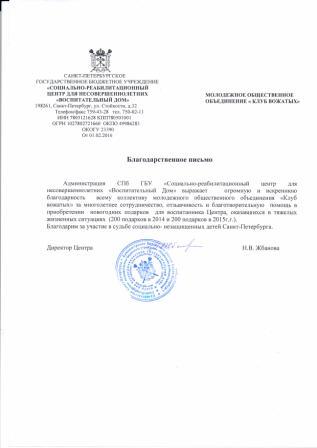 САНКТ-ПЕТЕРБУРГСКОЕ
ГОСУДАРСТВЕННОЕ БЮДЖЕТНОЕ УЧРЕЖДЕНИЕ
«СОЦИАЛЬНО-РЕАБИЛИТАЦИОННЫЙ
ЦЕНТР ДЛЯ НЕСОВЕРШЕННОЛЕТНИХ
«ВОСПИТАТЕЛЬНЫЙ ДОМ»
198261, Санкт-Петербург, ул. Стойкости, д.32
Телефон/факс 759-43-28 тел. 750-02-11
ИНН 7805121628 КПП780501001
ОГРН 1027802721660 ОКПО 49986283
ОКОГУ 23390
От 01.02.2016
МОЛОДЕЖНОЕ ОБЩЕСТВЕННОЕ
ОБЪЕДИНЕНИЕ « КЛУБ ВОЖАТЫХ»
Благодарственное письмо
Администрация СПБ ГБУ «Социально-реабилитационный центр для
несовершеннолетних «Воспитательный Дом» выражает огромную и искреннюю
благодарность всему коллективу молодежного общественного объединения «Клуб
вожатых» за многолетнее сотрудничество, отзывчивость и благотворительную помощь в
приобретении новогодних подарков для воспитанника Центра, оказавшихся в тяжелых
жизненных ситуациях (200 подарков в 2014 и 200 подарков в 2015г.г.).
Благодарим за участие в судьбе социально- незащищенных детей Санкт-Петербурга.
Директор Центра Н.В. Жбанова